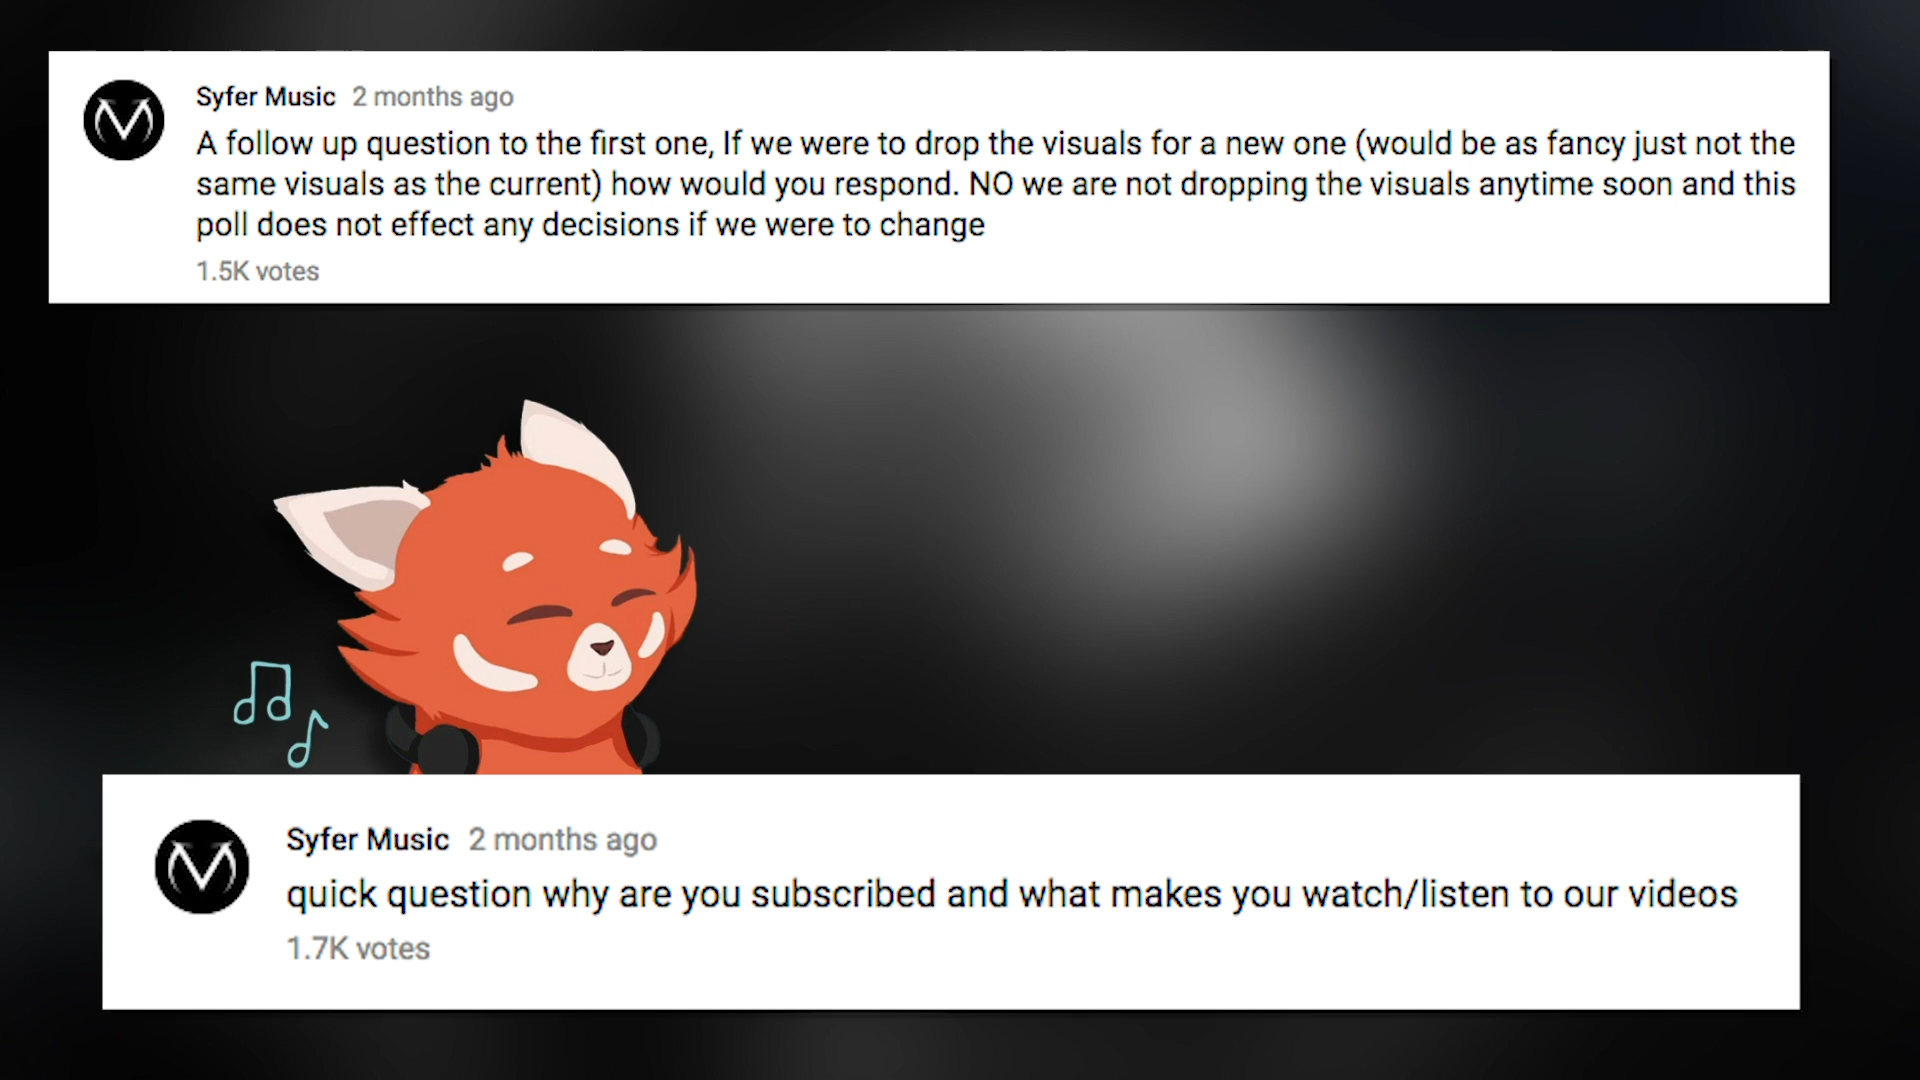 Syfer Music 2 months ago
A follow up question to the first one, If we were to drop the visuals for a new one (would be as fancy just not the
same visuals as the current) how would you respond. NO we are not dropping the visuals anytime soon and this
poll does not effect any decisions if we were to change
1.5K votes
Syfer Music 2 months ago
quick question why are you subscribed and what makes you watch/listen to our videos
1.7K votes